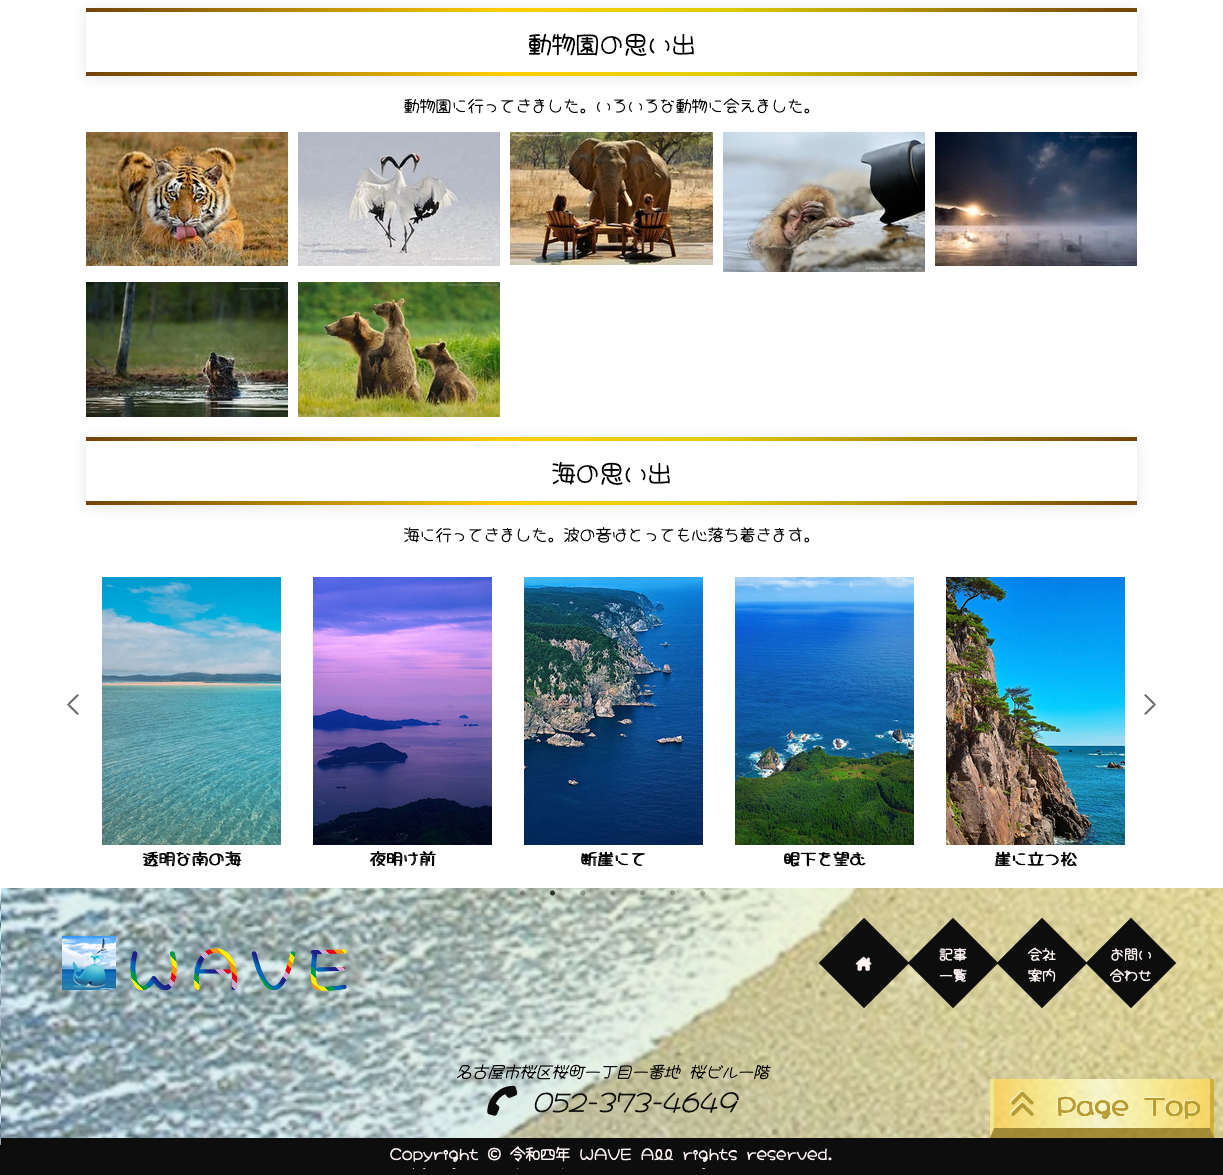 動物園の思い出
動物園に行ってきました。いろいろな動物に会えました。
海の思い出
海に行ってきました。波の音はとっても心落ち着きます。
透明な南の海
夜明け前
断崖にて
眼下を望む
崖に立つ松
WAVE
記事
一覧
会社
案内
お問い
合わせ
名古屋市桜区桜町一丁目一番地 桜ビル一階
052-373-4649
Page Top
Copyright © 令和四年 WAVE All rights reserved.